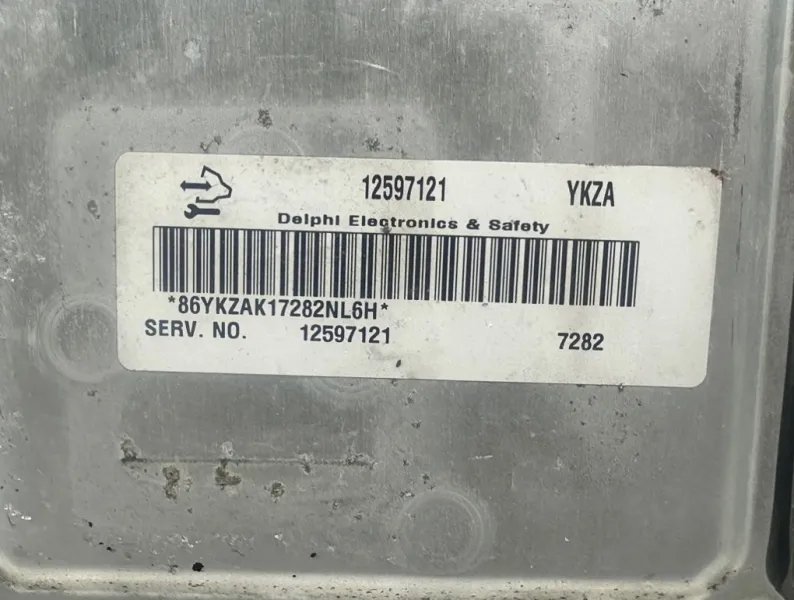 12597121 YKZA
Delphi Electronics & Safety
*86YKZAK17282NL6H*
SERV. NO. 12597121 7282